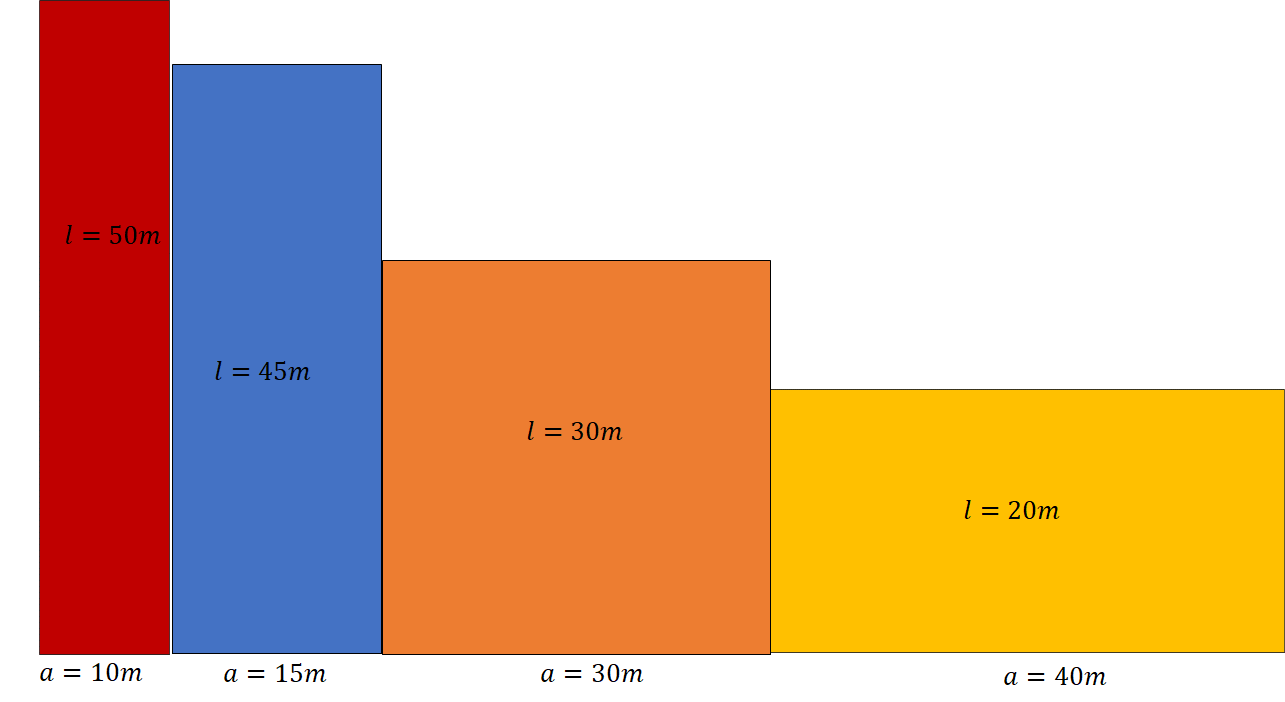 l = 50m
l = 45m
l = 30m
l = 20m
a = 10m
a = 15m
a = 30m
a = 40m